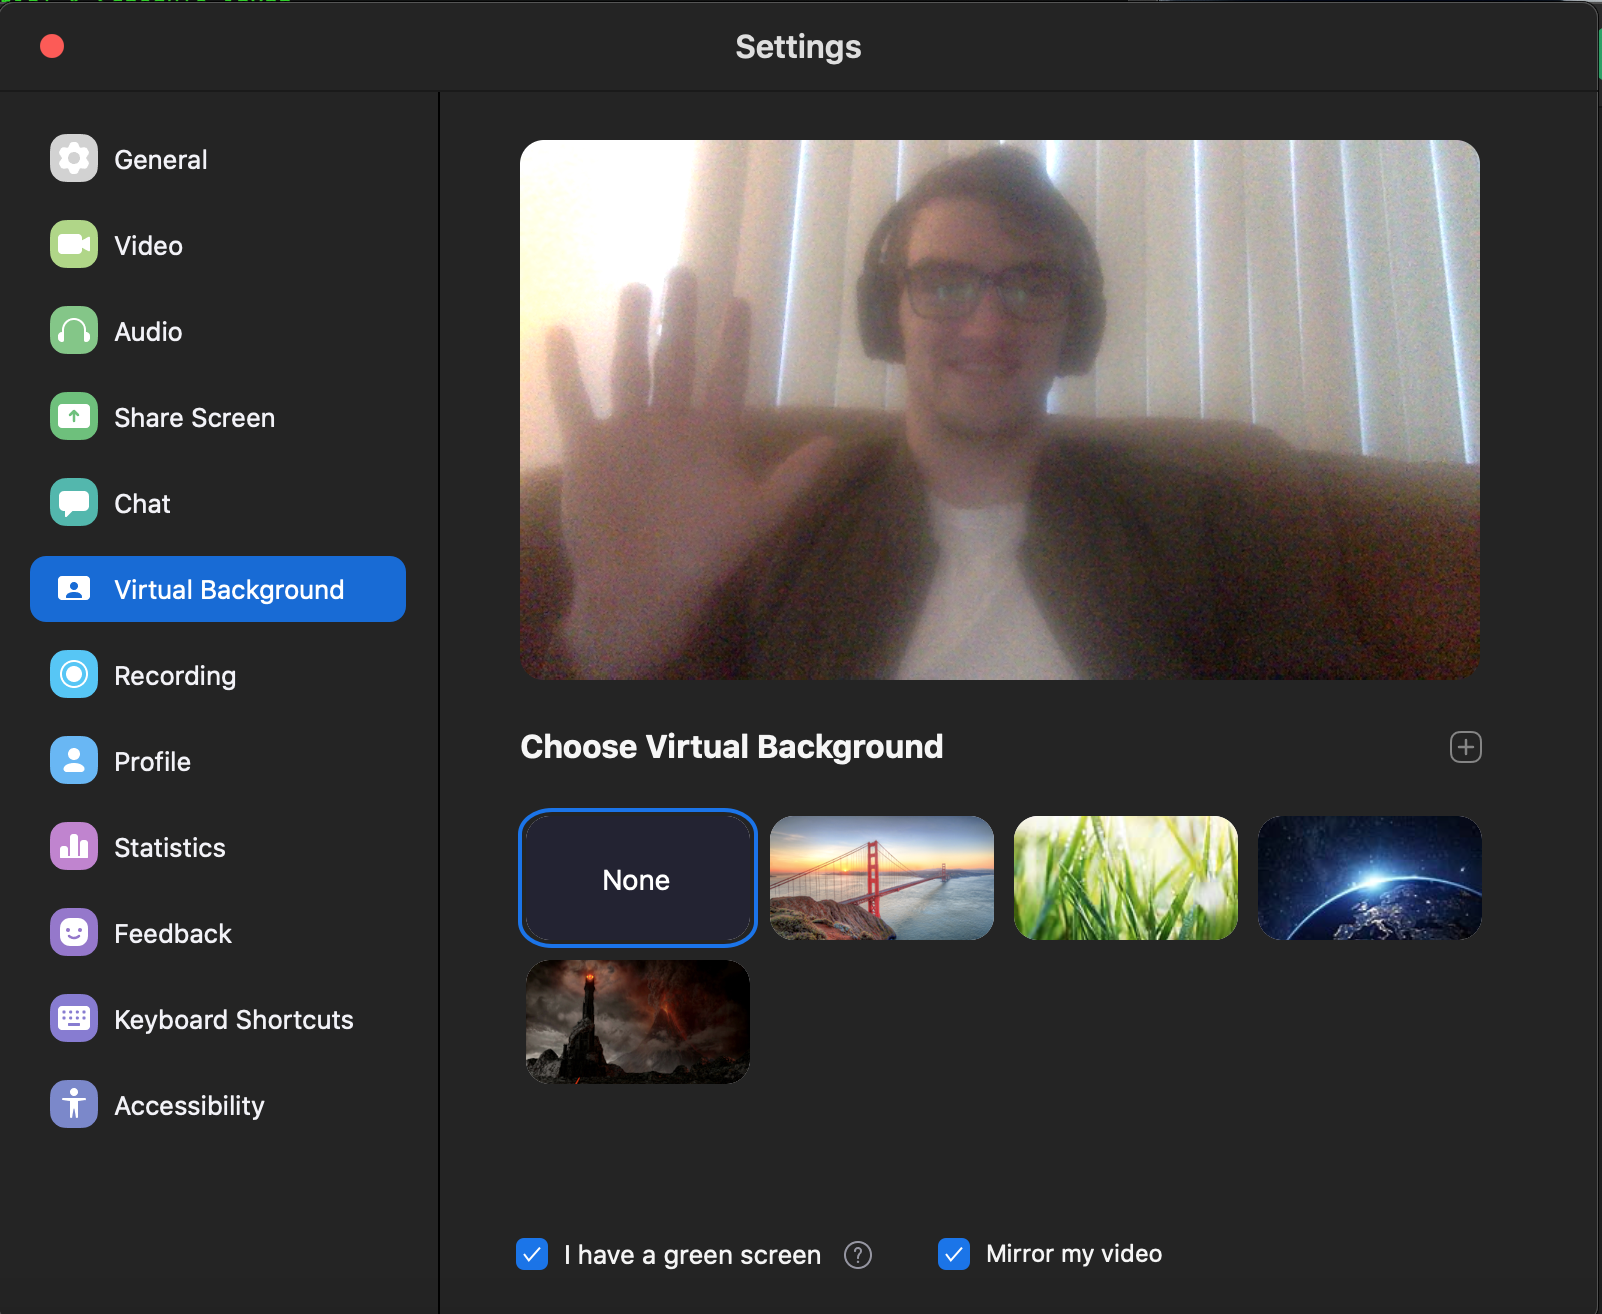 Settings
General
Video
Audio
Share Screen
Chat
Virtual Background
Recording
Profile
Statistics
Feedback
Keyboard Shortcuts
Accessibility
Choose Virtual Background
None
I have a green screen ?
Mirror my video